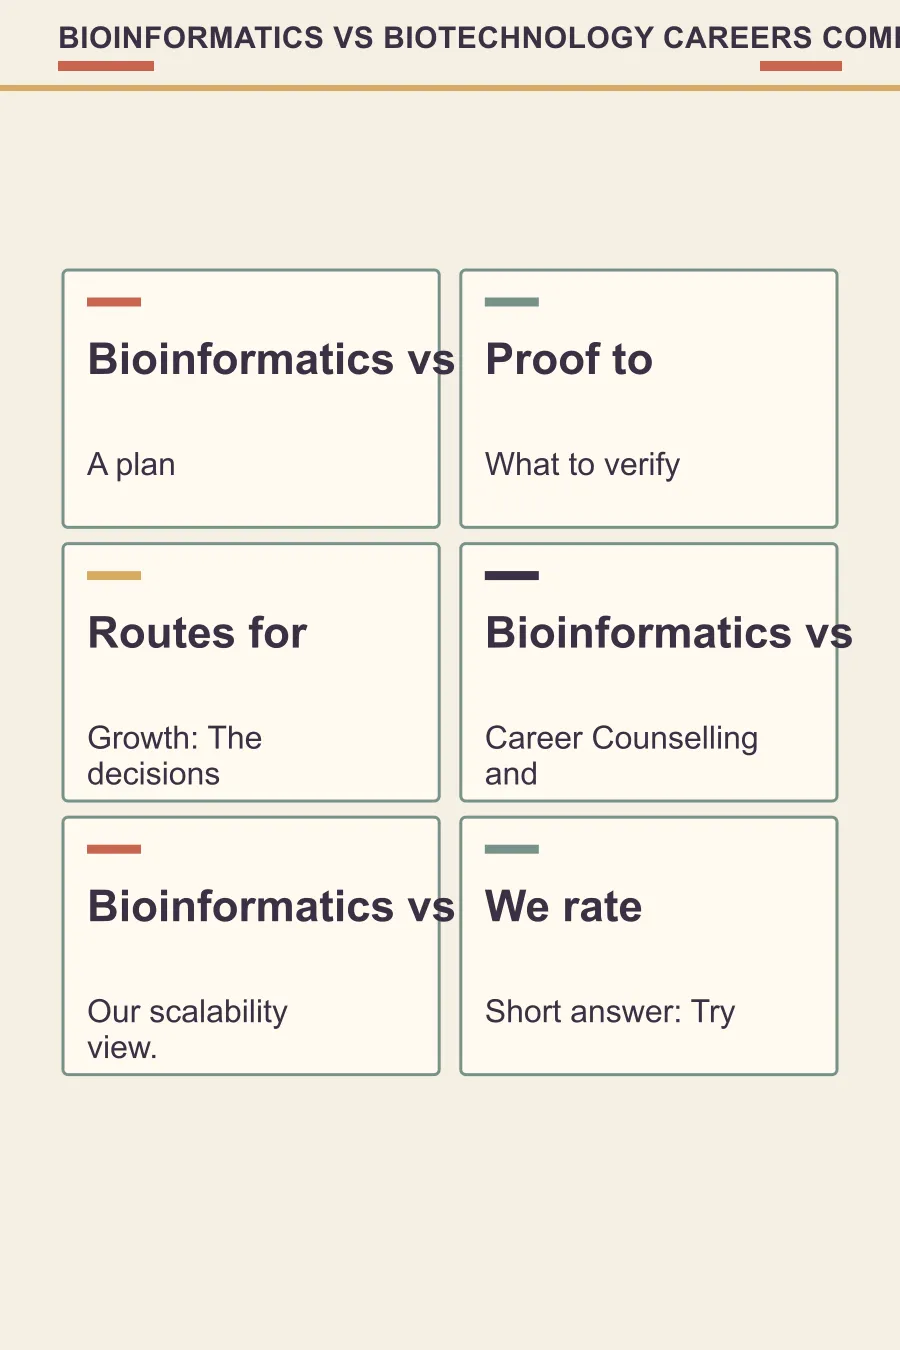 BIOINFORMATICS VS BIOTECHNOLOGY CAREERS
Bioinformatics vs
A plan
Proof to
What to verify
Routes for
Growth: The
decisions
Bioinformatics vs
Career Counselling
and
Bioinformatics vs
Our scalability
view.
We rate
Short answer: Try